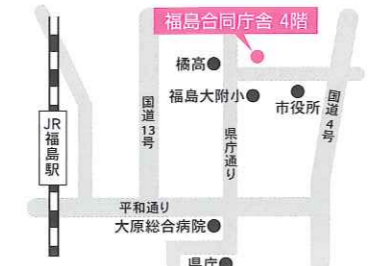 福島合同庁舎 4階
橘高
福島大附小
市役所
国道13号
県庁通り
国道4号
JR福島駅
平和通り
大原総合病院
県庁